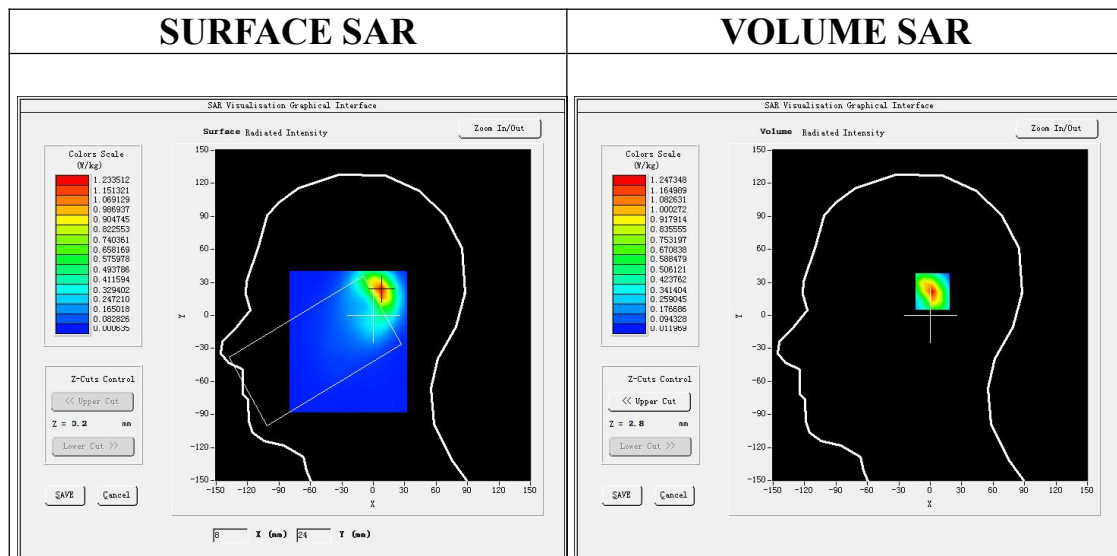 SURFACE SAR
VOLUME SAR
SAR Visualisation Graphical Interface
Surface Radiated Intensity
Zoom In/Out
Colors Scale
(W/kg)
1.233512
1.151321
1.069129
0.986937
0.904745
0.822553
0.740361
0.658169
0.575978
0.493786
0.411594
0.329402
0.247210
0.165018
0.082826
0.000635
150
120
90
60
30
0
-30
-60
-90
-120
-150
Y
-150 -120 -90 -60 -30 0 30 60 90 120 150
X
Z-Cuts Control
<< Upper Cut
Z = 0.2 mm
Lower Cut >>
SAVE Cancel
8 X (mm) 24 Y (mm)
SAR Visualisation Graphical Interface
Volume Radiated Intensity
Zoom In/Out
Colors Scale
(W/kg)
1.247348
1.164989
1.082631
1.000272
0.917914
0.835555
0.753197
0.670838
0.588479
0.506121
0.423762
0.341404
0.259045
0.176686
0.094328
0.011969
150
120
90
60
30
0
-30
-60
-90
-120
-150
Y
-150 -120 -90 -60 -30 0 30 60 90 120 150
X
Z-Cuts Control
<< Upper Cut
Z = 2.8 mm
Lower Cut >>
SAVE Cancel